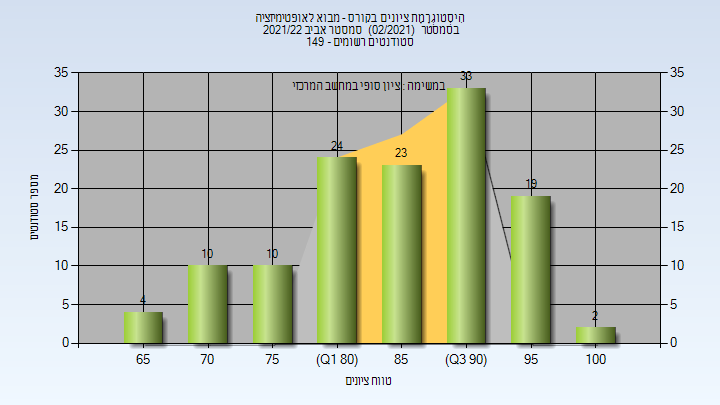 היסטוגרמת ציונים בקורס - מבוא לאופטימיזציה
בסמסטר (02/2021) סמסטר אביב 2021/22
סטודנטים רשומים - 149
במשימה : ציון סופי במחשב המרכזי
35 35
30 30
25 25
20 20
15 15
10 10
5 5
0 0
4 10 10 24 23 33 19 2
65 70 75 (Q1 80) 85 (Q3 90) 95 100
מספר סטודנטים
טווח ציונים